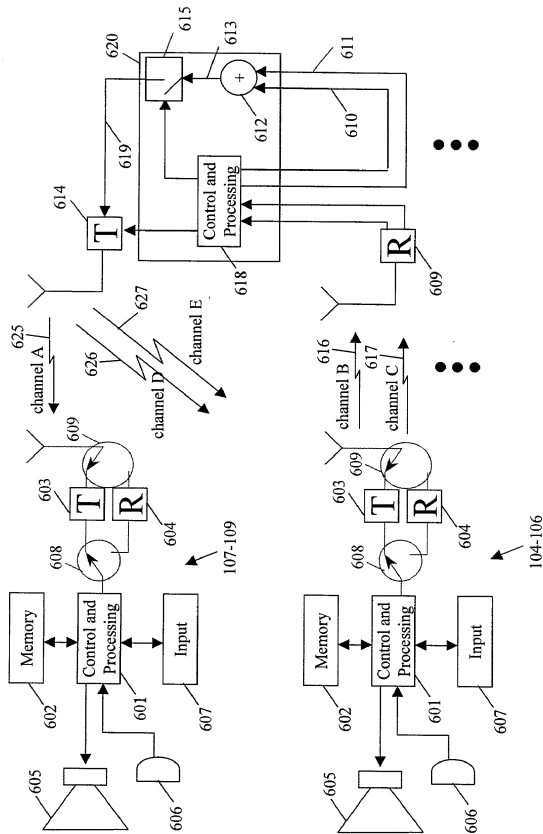 605
602
Memory
603
609
625
channel A
614
619
620
615
613
T
608
R
604
Control and
Processing
601
Input
607
606
107-109
626
channel D
627
channel E
T
Control and
Processing
618
+
612
610
611
R
609
605
602
Memory
603
609
616
channel B
617
channel C
T
608
R
604
Control and
Processing
601
Input
607
606
104-106